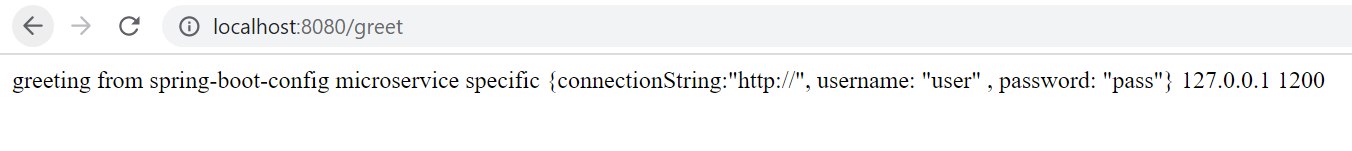 localhost:8080/greet
greeting from spring-boot-config microservice specific {connectionString:"http://", username: "user" , password: "pass"} 127.0.0.1 1200